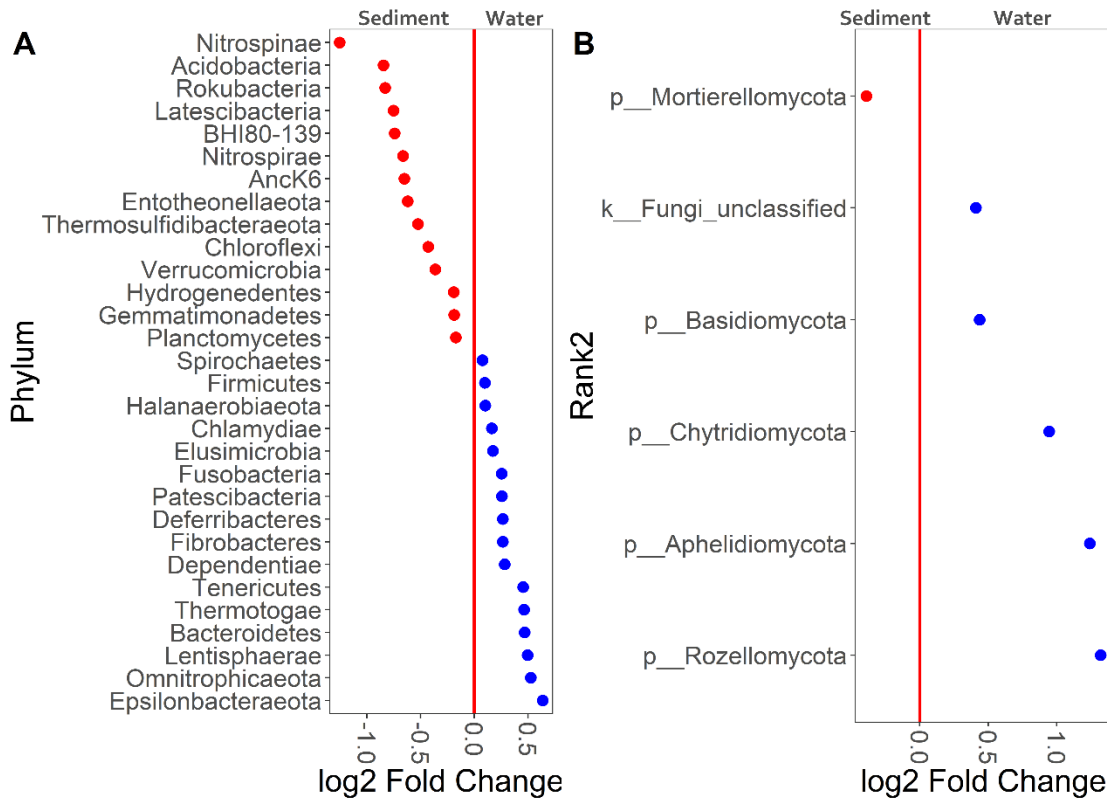 Sediment Water
A
Nitrospinae
Acidobacteria
Rokubacteria
Latescibacteria
BHI80-139
Nitrospirae
AncK6
Entotheonellaeota
Thermosulfidibacteraeota
Chloroflexi
Verrucomicrobia
Hydrogenedentes
Gemmatimonadetes
Planctomycetes
Spirochaetes
Firmicutes
Halanaerobiaeota
Chlamydiae
Elusimicrobia
Fusobacteria
Patescibacteria
Deferribacteres
Fibrobacteres
Dependentiae
Tenericutes
Thermotogae
Bacteroidetes
Lentisphaerae
Omnitrophicaeota
Epsilonbacteraeota
Phylum
-1.0 -0.5 0.0 0.5
log2 Fold Change
Sediment Water
B
p__Mortierellomycota
k__Fungi_unclassified
p__Basidiomycota
p__Chytridiomycota
p__Aphelidiomycota
p__Rozellomycota
Rank2
0.0 0.5 1.0
log2 Fold Change